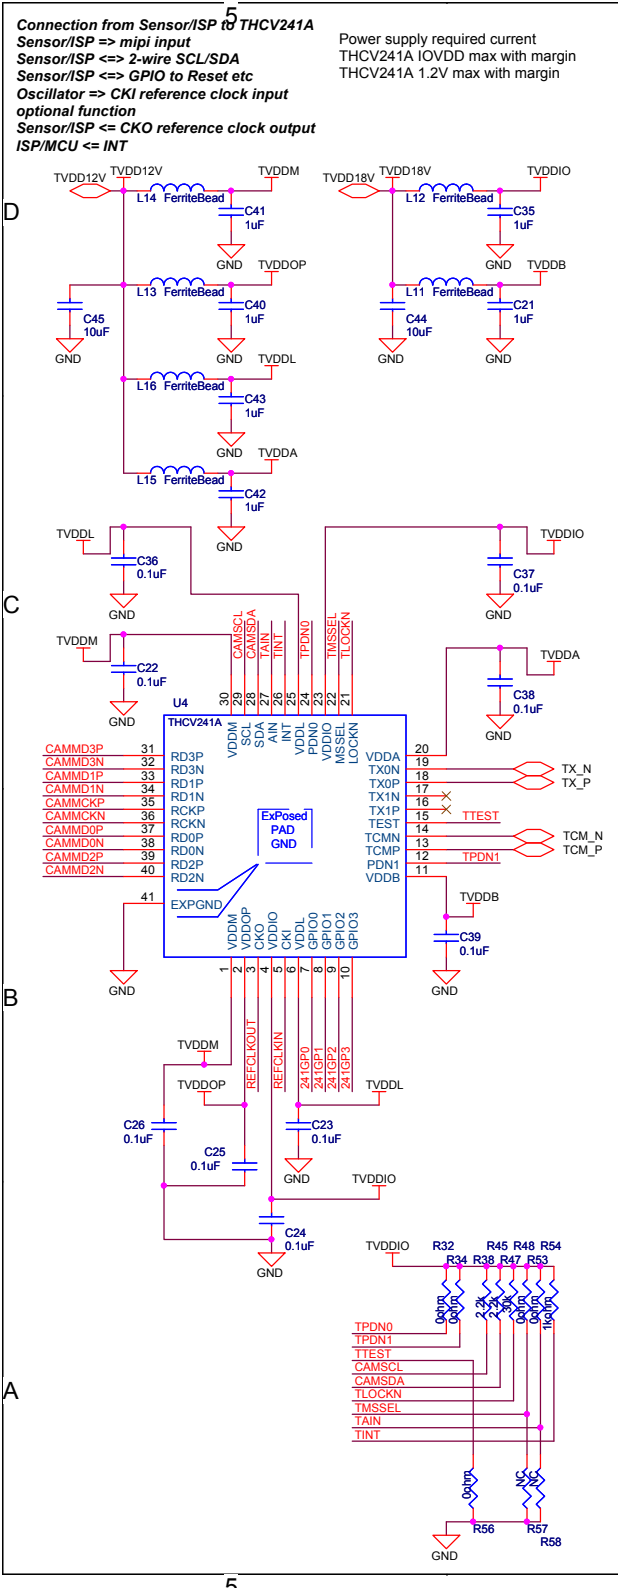 5
Connection from Sensor/ISP to THCV241A
Sensor/ISP => mipi input
Sensor/ISP <=> 2-wire SCL/SDA
Sensor/ISP <=> GPIO to Reset etc
Oscillator => CKI reference clock input
optional function
Sensor/ISP <= CKO reference clock output
ISP/MCU <= INT
Power supply required current
THCV241A IOVDD max with margin
THCV241A 1.2V max with margin
D
TVDD12V TVDD12V TVDDM
L14 FerriteBead
C41
1uF
GND
TVDDOP
L13 FerriteBead
C45
10uF
GND
C40
1uF
GND
TVDDL
L16 FerriteBead
C43
1uF
GND
TVDDA
L15 FerriteBead
C42
1uF
GND
TVDD18V TVDD18V TVDDIO
L12 FerriteBead
C35
1uF
GND
TVDDB
L11 FerriteBead
C44
10uF
GND
C21
1uF
GND
C
TVDDL
C36
0.1uF
GND
TVDDIO
C37
0.1uF
GND
TVDDM
C22
0.1uF
GND
TVDDA
C38
0.1uF
GND
CAMSCL
CAMSDA
TAIN
TINT
TPDN0
TMSSEL
TLOCKN
30 29 28 27 26 25 24 23 22 21
U4
THCV241A
VDDM
SCL
SDA
AIN
INT
VDDL
PDN0
VDDIO
MSSEL
LOCKN
CAMMD3P 31 RD3P
CAMMD3N 32 RD3N
CAMMD1P 33 RD1P
CAMMD1N 34 RD1N
CAMMCKP 35 RCKP
CAMMCKN 36 RCKN
CAMMD0P 37 RD0P
CAMMD0N 38 RD0N
CAMMD2P 39 RD2P
CAMMD2N 40 RD2N
41 EXPGND
GND
ExPosed
PAD
GND
VDDA 20
TX0N 19 TX_N
TX0P 18 TX_P
TX1N 17
TX1P 16
TEST 15 TTEST
TCMN 14 TCM_N
TCMP 13 TCM_P
PDN1 12 TPDN1
VDDB 11
TVDDB
C39
0.1uF
GND
VDDM
VDDOP
CKO
VDDIO
CKI
VDDL
GPIO0
GPIO1
GPIO2
GPIO3
1 2 3 4 5 6 7 8 9 10
B
REFCLKOUT
REFCLKIN
241GP0
241GP1
241GP2
241GP3
TVDDM
TVDDOP
TVDDL
C26
0.1uF
C25
0.1uF
C23
0.1uF
GND
TVDDIO
C24
0.1uF
GND
A
TVDDIO
R32 R45 R48 R54
R34 R38 R47 R53
0ohm
0ohm
2.2k
2.2k
30k
0ohm
0ohm
1kohm
TPDN0
TPDN1
TTEST
CAMSCL
CAMSDA
TLOCKN
TMSSEL
TAIN
TINT
0ohm
NC
NC
R56
R57
R58
GND
5